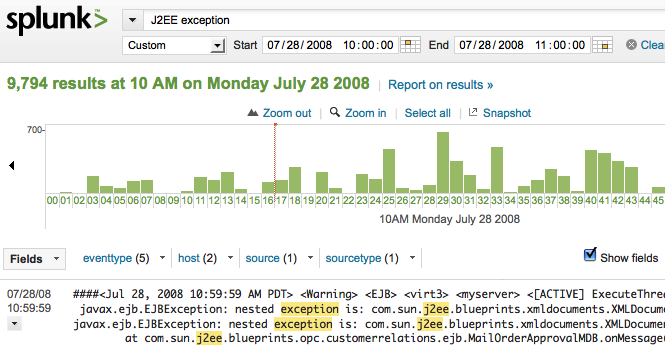 splunk>
J2EE exception
Custom Start 07/28/2008 10:00:00 End 07/28/2008 11:00:00 Clea
9,794 results at 10 AM on Monday July 28 2008 | Report on results »
Zoom out | Zoom in | Select all | Snapshot
700-
00 01 02 03 04 05 06 07 08 09 10 11 12 13 14 15 16 17 18 19 20 21 22 23 24 25 26 27 28 29 30 31 32 33 34 35 36 37 38 39 40 41 42 43 44 45
10AM Monday July 28 2008
Fields eventtype (5) host (2) source (1) sourcetype (1) Show fields
07/28/08 ####<Jul 28, 2008 10:59:59 AM PDT> <Warning> <EJB> <virt3> <myserver> <[ACTIVE] ExecuteThre
10:59:59 javax.ejb.EJBException: nested exception is: com.sun.j2ee.blueprints.xmldocuments.XMLDocum
javax.ejb.EJBException: nested exception is: com.sun.j2ee.blueprints.xmldocuments.XMLDocume
at com.sun.j2ee.blueprints.opc.customerrelations.ejb.MailOrderApprovalMDB.onMessage